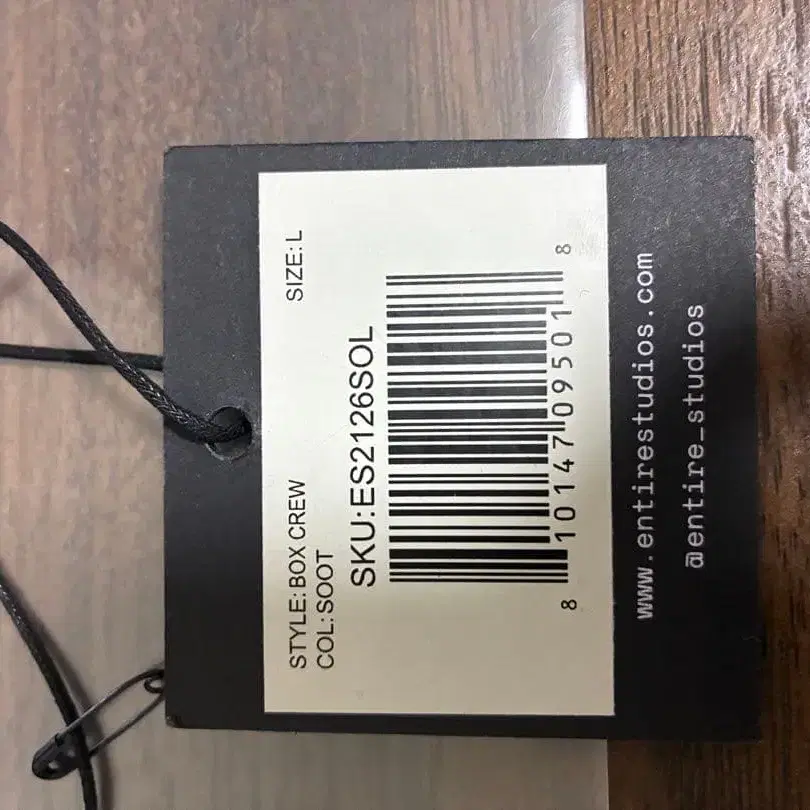 STYLE: BOX CREW
SIZE: L
COL: SOOT
SKU:ES2126SOL
8 10147 09501 8
www.entirestudios.com
@entire_studios